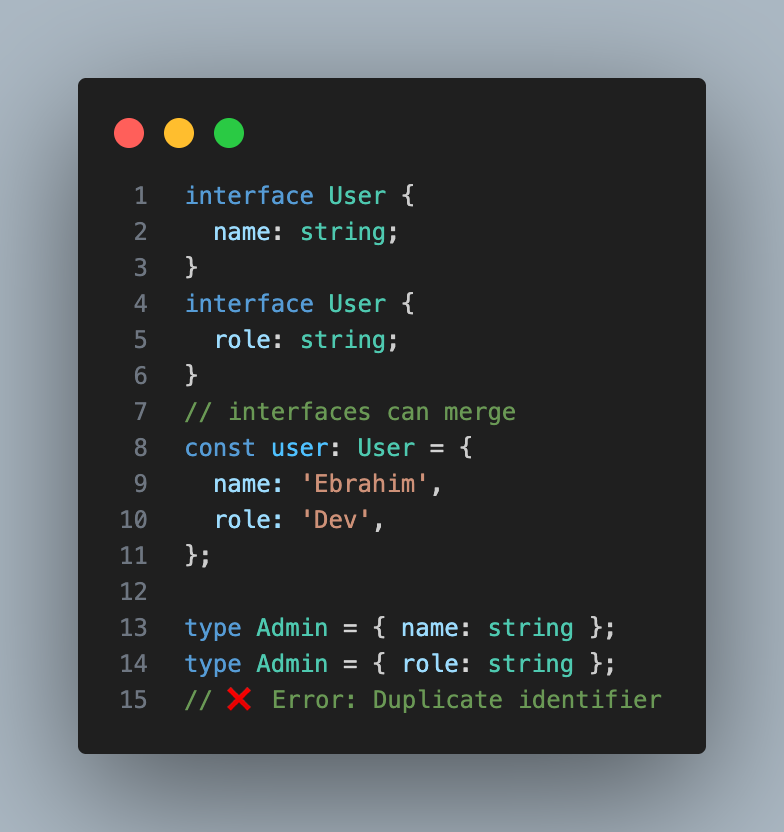 1 interface User {
2   name: string;
3 }
4 interface User {
5   role: string;
6 }
7 // interfaces can merge
8 const user: User = {
9   name: 'Ebrahim',
10   role: 'Dev',
11 };
12
13 type Admin = { name: string };
14 type Admin = { role: string };
15 // ❌ Error: Duplicate identifier